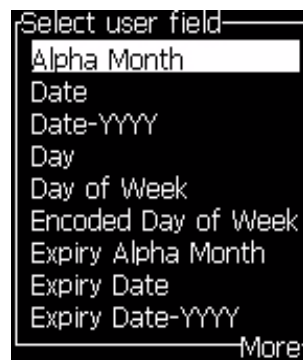 Select user field
Alpha Month
Date
Date-YYYY
Day
Day of Week
Encoded Day of Week
Expiry Alpha Month
Expiry Date
Expiry Date-YYYY
More